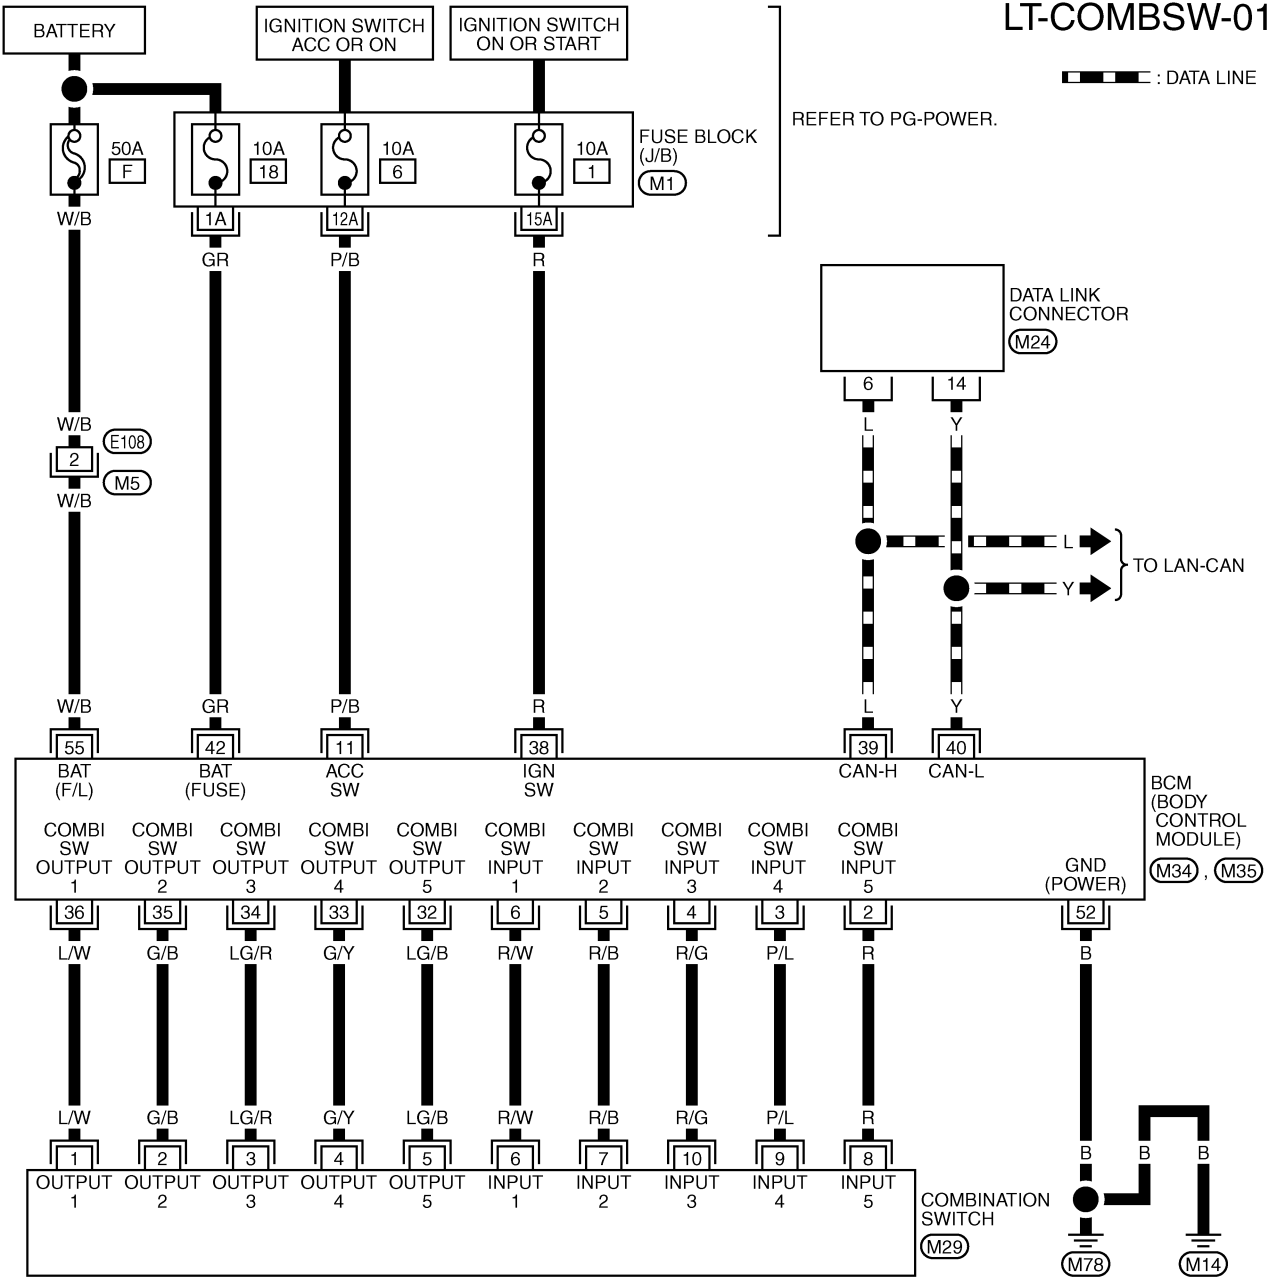 LT-COMBSW-01
BATTERY
IGNITION SWITCH
ACC OR ON
IGNITION SWITCH
ON OR START
: DATA LINE
REFER TO PG-POWER.
50A
F
10A
18
10A
6
10A
1
FUSE BLOCK
(J/B)
M1
W/B
1A
12A
15A
GR
P/B
R
DATA LINK
CONNECTOR
M24
6
14
L
Y
W/B
E108
2
M5
W/B
L
Y
TO LAN-CAN
W/B
GR
P/B
R
L
Y
55
42
11
38
39
40
BAT
(F/L)
BAT
(FUSE)
ACC
SW
IGN
SW
CAN-H
CAN-L
BCM
(BODY
CONTROL
MODULE)
M34 , M35
COMBI
SW
OUTPUT
1
COMBI
SW
OUTPUT
2
COMBI
SW
OUTPUT
3
COMBI
SW
OUTPUT
4
COMBI
SW
OUTPUT
5
COMBI
SW
INPUT
1
COMBI
SW
INPUT
2
COMBI
SW
INPUT
3
COMBI
SW
INPUT
4
COMBI
SW
INPUT
5
GND
(POWER)
36
35
34
33
32
6
5
4
3
2
52
L/W
G/B
LG/R
G/Y
LG/B
R/W
R/B
R/G
P/L
R
B
L/W
G/B
LG/R
G/Y
LG/B
R/W
R/B
R/G
P/L
R
B
B
B
1
2
3
4
5
6
7
10
9
8
OUTPUT
1
OUTPUT
2
OUTPUT
3
OUTPUT
4
OUTPUT
5
INPUT
1
INPUT
2
INPUT
3
INPUT
4
INPUT
5
COMBINATION
SWITCH
M29
M78
M14